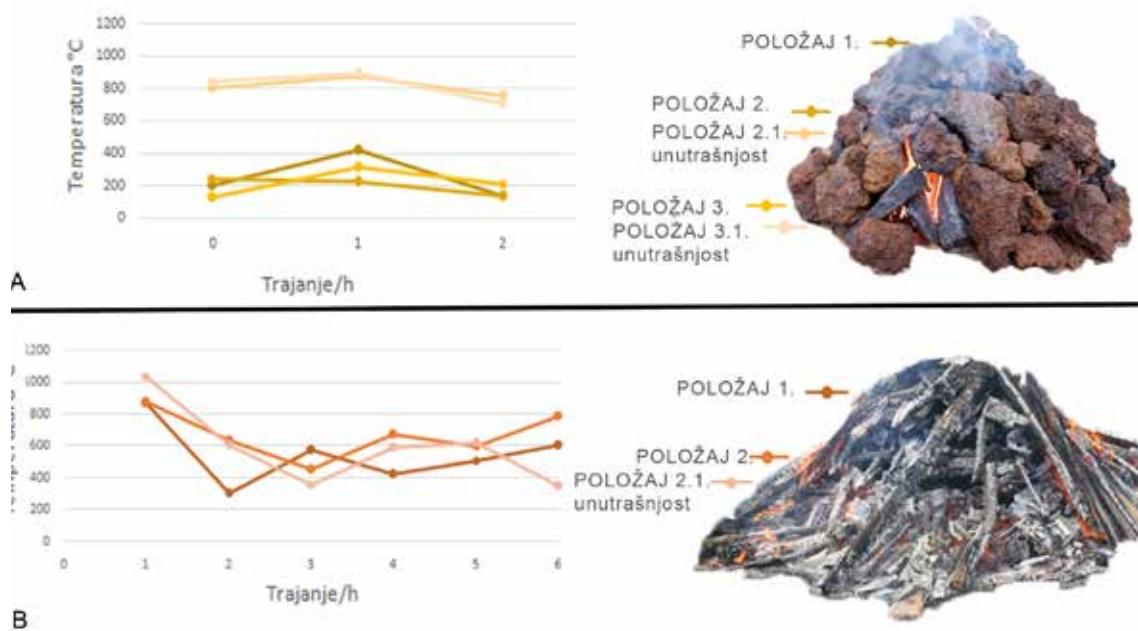 1200
1000
800
600
400
200
0
Temperatura °C
0 1 2
Trajanje/h
A
POLOŽAJ 1.
POLOŽAJ 2.
POLOŽAJ 2.1.
unutrašnjost
POLOŽAJ 3.
POLOŽAJ 3.1.
unutrašnjost
1200
1000
800
600
400
200
0
0 1 2 3 4 5 6
Trajanje/h
B
POLOŽAJ 1.
POLOŽAJ 2.
POLOŽAJ 2.1.
unutrašnjost